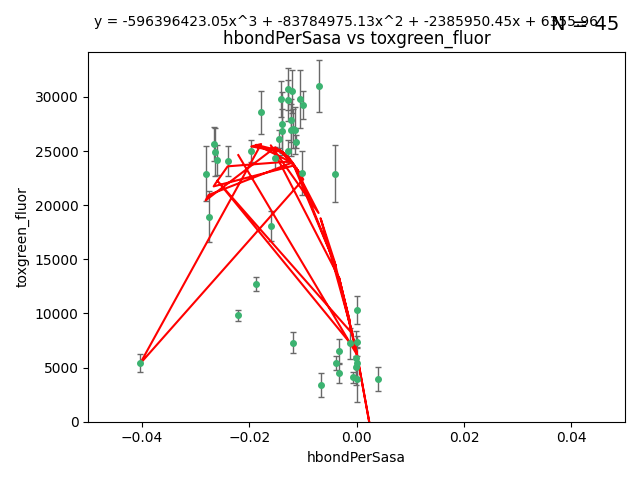 y = -596396423.05x^3 + -83784975.13x^2 + -2385950.45x + 6355.96
N = 45
hbondPerSasa vs toxgreen_fluor
toxgreen_fluor
30000
25000
20000
15000
10000
5000
0
−0.04
−0.02
0.00
0.02
0.04
hbondPerSasa